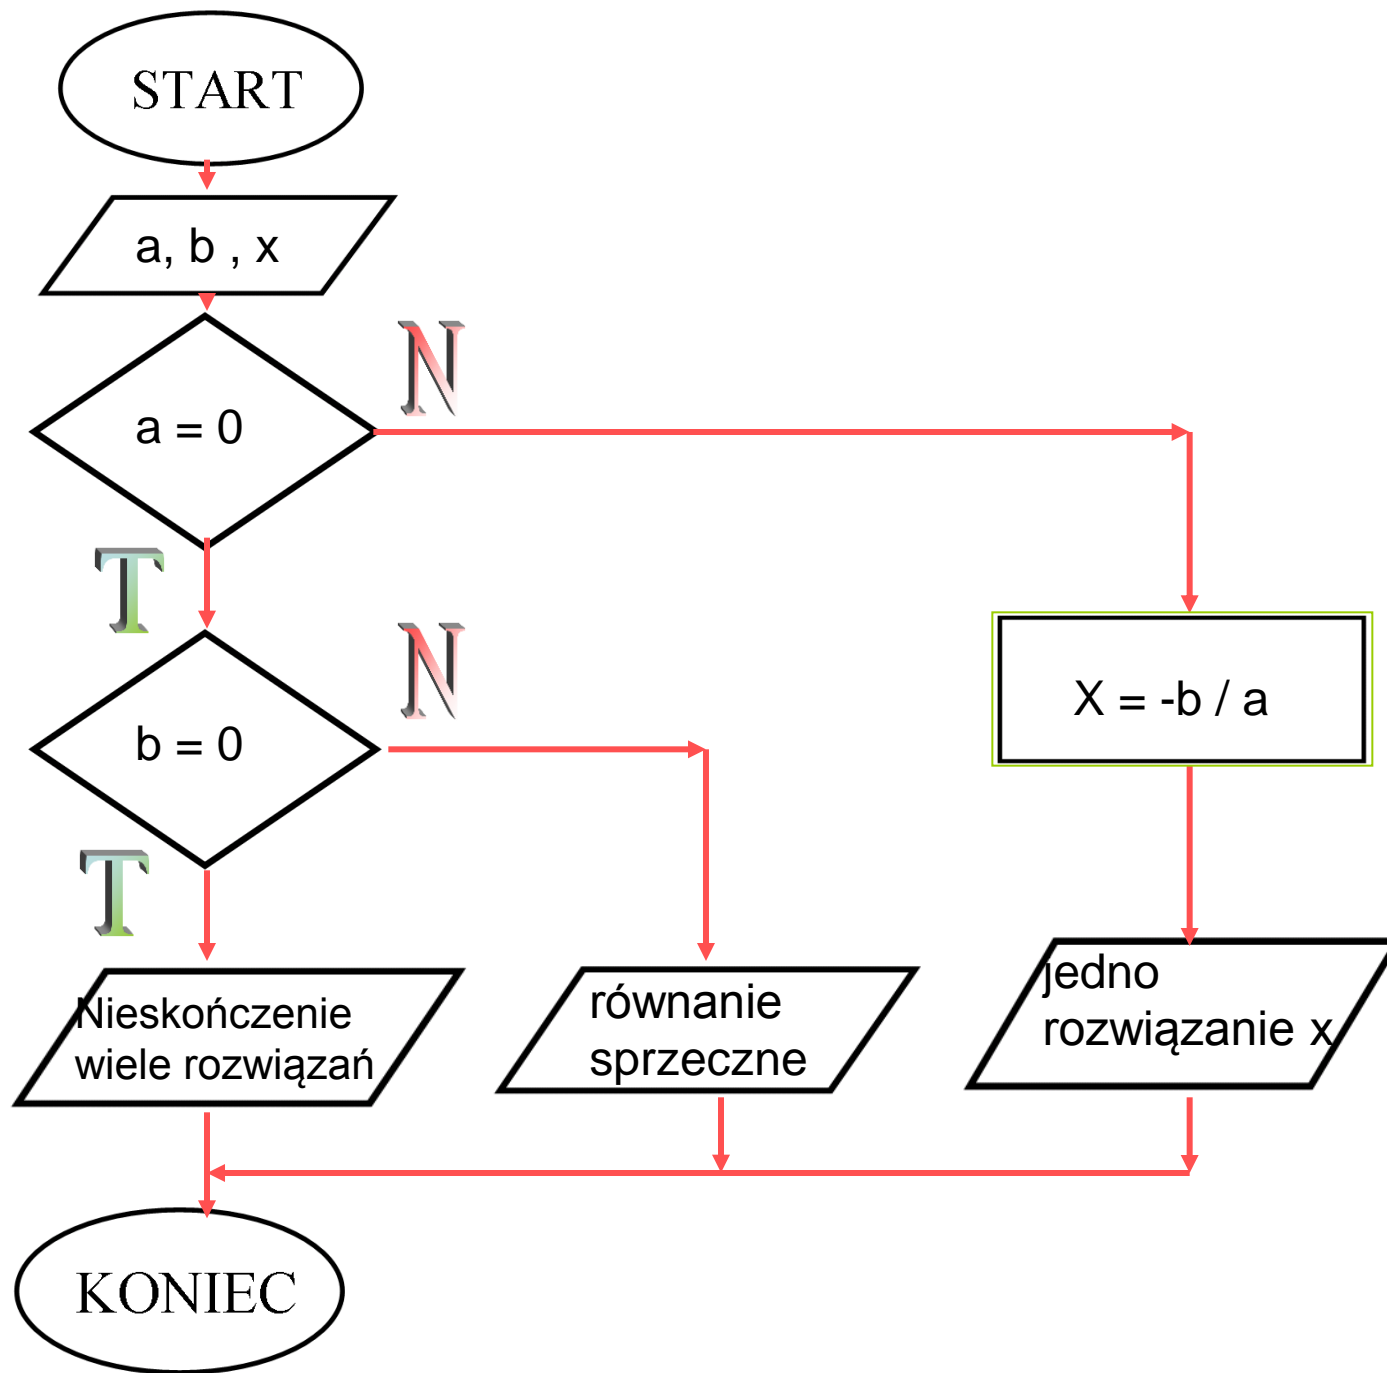 START
a, b , x
N
a = 0
T
N
b = 0
X = -b / a
T
Nieskończenie
wiele rozwiązań
równanie
sprzeczne
jedno
rozwiązanie x
KONIEC